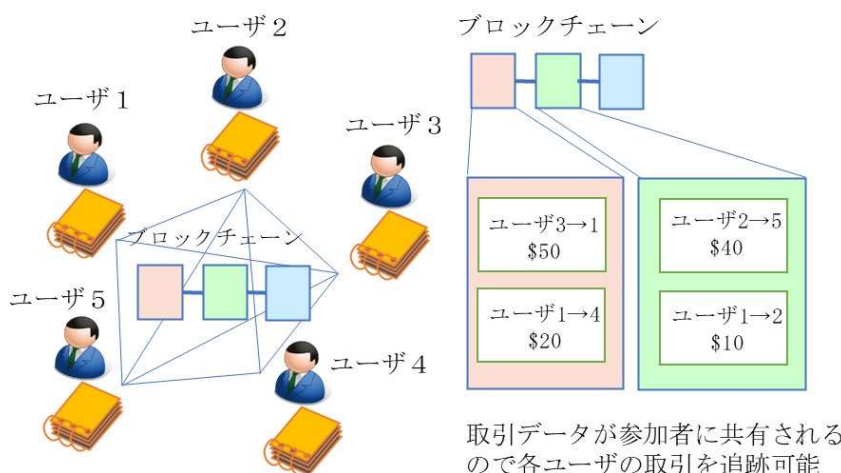 ユーザ２
ユーザ１
ユーザ３
ブロックチェーン
ユーザ５
ユーザ４
ブロックチェーン
ユーザ3→1
$50
ユーザ1→4
$20
ユーザ2→5
$40
ユーザ1→2
$10
取引データが参加者に共有される
ので各ユーザの取引を追跡可能